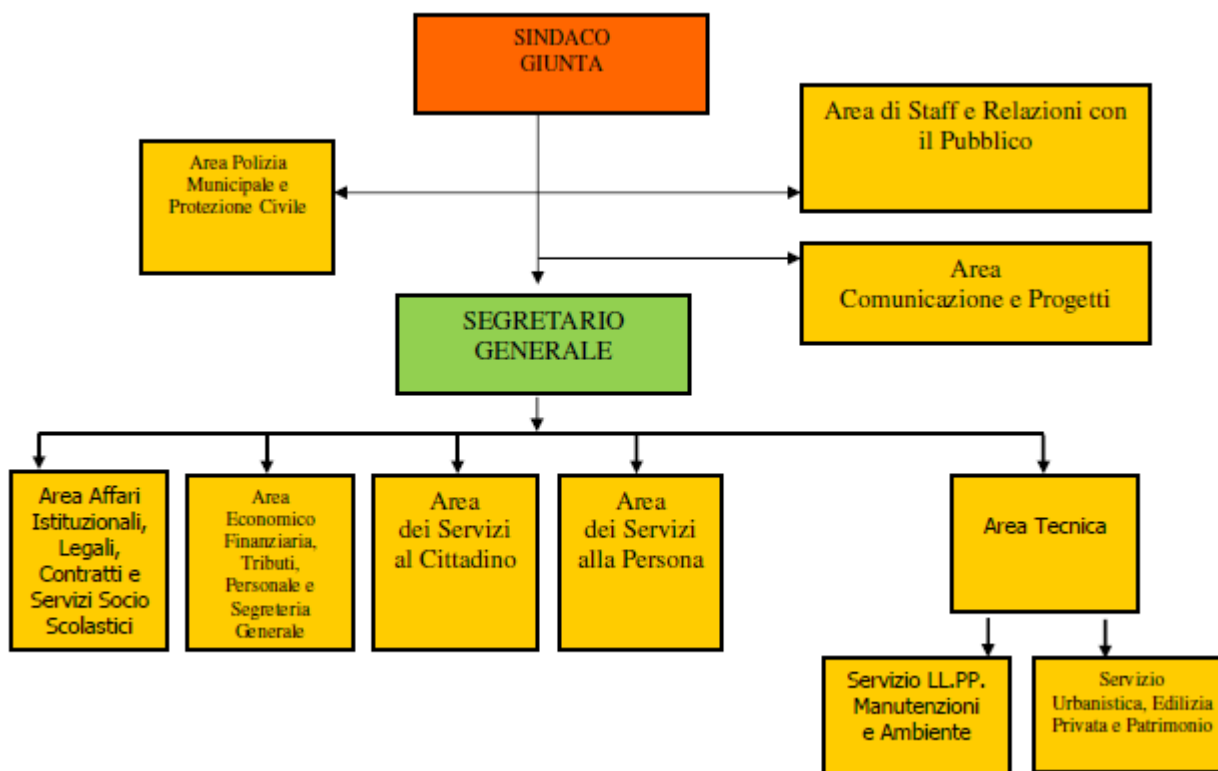 SINDACO
GIUNTA
Area di Staff e Relazioni con
il Pubblico
Area Polizia
Municipale e
Protezione Civile
Area
Comunicazione e Progetti
SEGRETARIO
GENERALE
Area Affari
Istituzionali,
Legali,
Contratti e
Servizi Socio
Scolastici
Area
Economico
Finanziaria,
Tributi,
Personale e
Segreteria
Generale
Area
dei Servizi
al Cittadino
Area
dei Servizi
alla Persona
Area Tecnica
Servizio LL.PP.
Manutenzioni
e Ambiente
Servizio
Urbanistica, Edilizia
Privata e Patrimonio